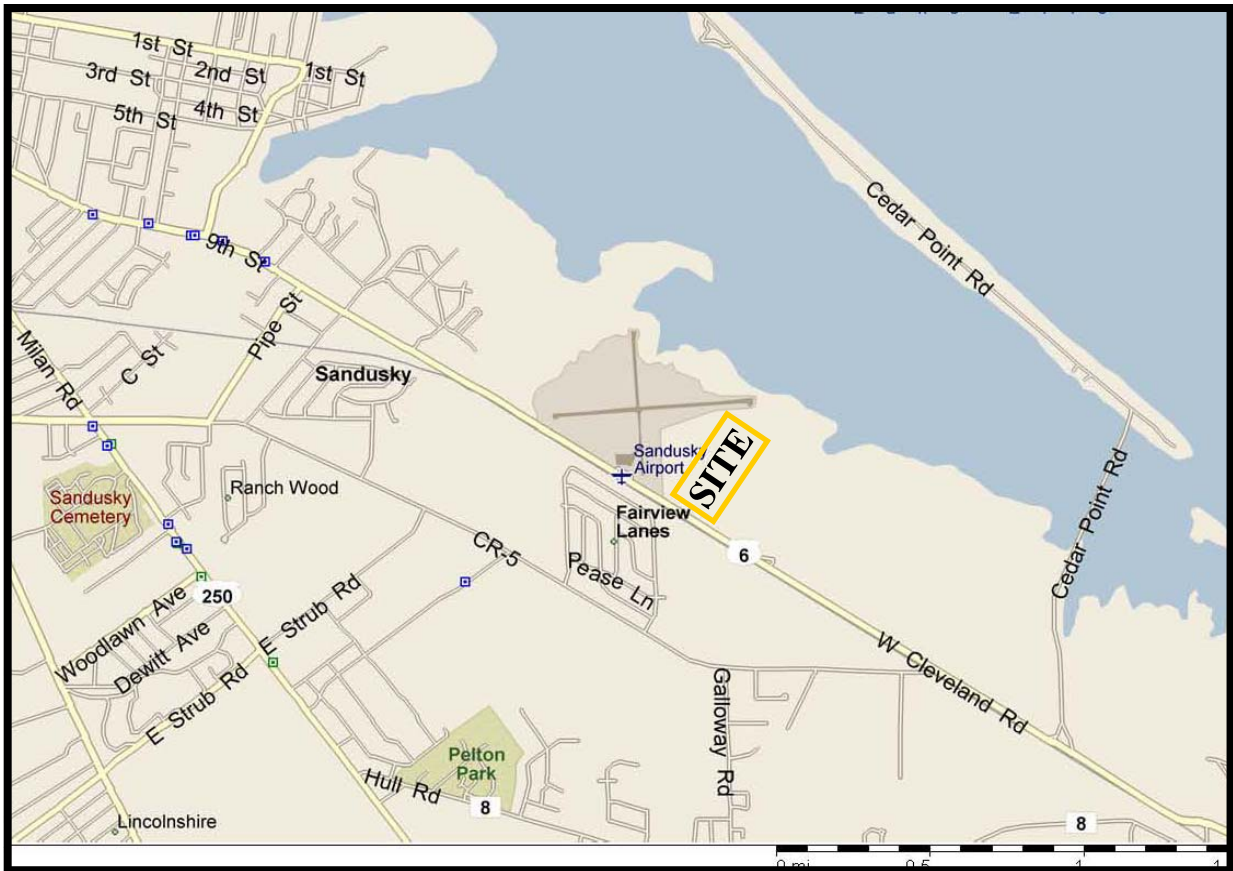 1st St
3rd St
2nd St
1st St
5th St
4th St
9th St
Cedar Point Rd
Pipe St
Milan Rd
C St
Sandusky
Sandusky
Airport
SITE
Sandusky
Cemetery
Ranch Wood
Fairview
Lanes
CR-5
Pease Ln
6
Cedar Point Rd
250
Woodlawn Ave
Dewitt Ave
E Strub Rd
E Strub Rd
W Cleveland Rd
Galloway Rd
Pelton
Park
Hull Rd
8
Lincolnshire
8
0 mi
0.5
1